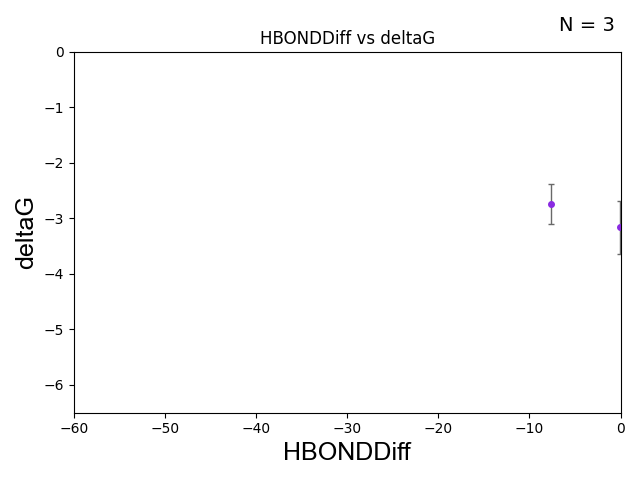 N = 3
HBONDDiff vs deltaG
0
−1
−2
−3
−4
−5
−6
deltaG
−60 −50 −40 −30 −20 −10 0
HBONDDiff